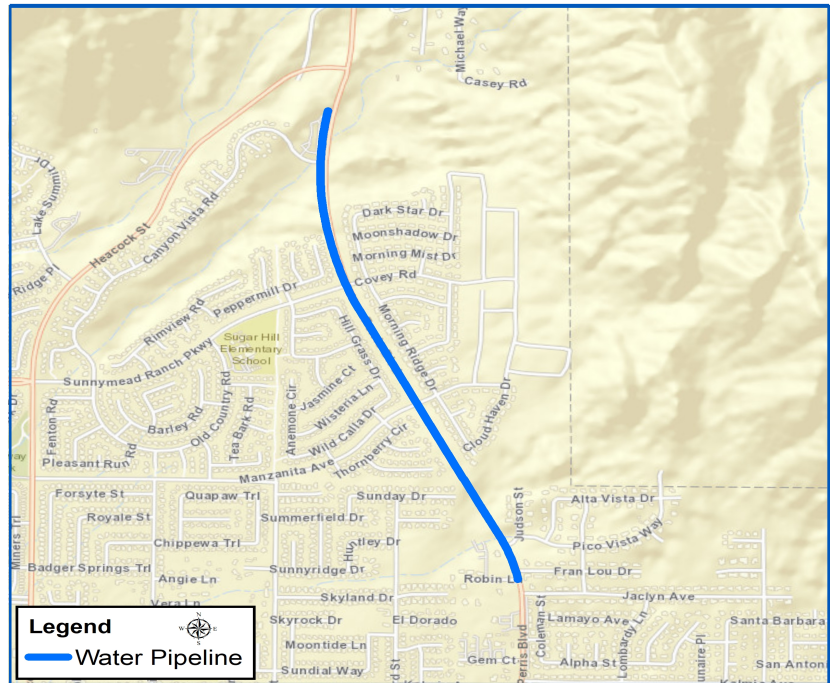 Michael Way
Casey Rd
Lake Summit Dr
Canyon Vista Rd
Heacock St
Ridge Pl
Dark Star Dr
Moonshadow Dr
Morning Mist Dr
Covey Rd
Peppermill Dr
Rimview Rd
Sugar Hill
Elementary
School
Hill Grass Dr
Morning Ridge Dr
Sunnymead Ranch Pkwy
Jasmine Ct
Wisteria Ln
Wild Calla Dr
Thornberry Cir
Cloud Haven Dr
Anemone Cir
Fenton Rd
Barley Rd
Old Country Rd
Tea Bark Rd
Pleasant Run Rd
Manzanita Ave
Forsyte St
Quapaw Trl
Sunday Dr
Judson St
Alta Vista Dr
Royale St
Summerfield Dr
Pico Vista Way
Miners Trl
Chippewa Trl
Huntley Dr
Badger Springs Trl
Angie Ln
Sunnyridge Dr
Robin L
Fran Lou Dr
Vera Ln
Skyland Dr
Jaclyn Ave
Skyrock Dr
El Dorado
Perris Blvd
Coleman St
Lamayo Ave
Lombardy Ln
Santa Barbara
Moontide Ln
Gem Ct
Alpha St
unaire Pl
San Antoni
Sundial Way
rd St
Legend
N
W
E
S
Water Pipeline